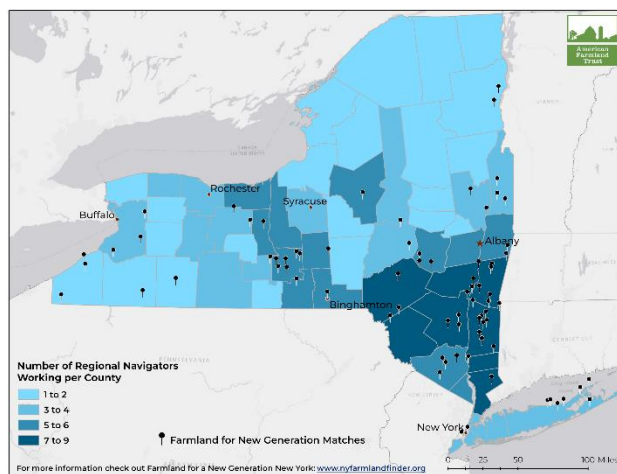 American
Farmland
Trust
Rochester
Syracuse
Buffalo
Albany
Binghamton
PENNSYLVANIA
CONNECTICUT
New York
Number of Regional Navigators
Working per County
1 to 2
3 to 4
5 to 6
7 to 9
Farmland for New Generation Matches
0 25 50 100 Miles
For more information check out Farmland for a New Generation New York: www.nyfarmlandfinder.org